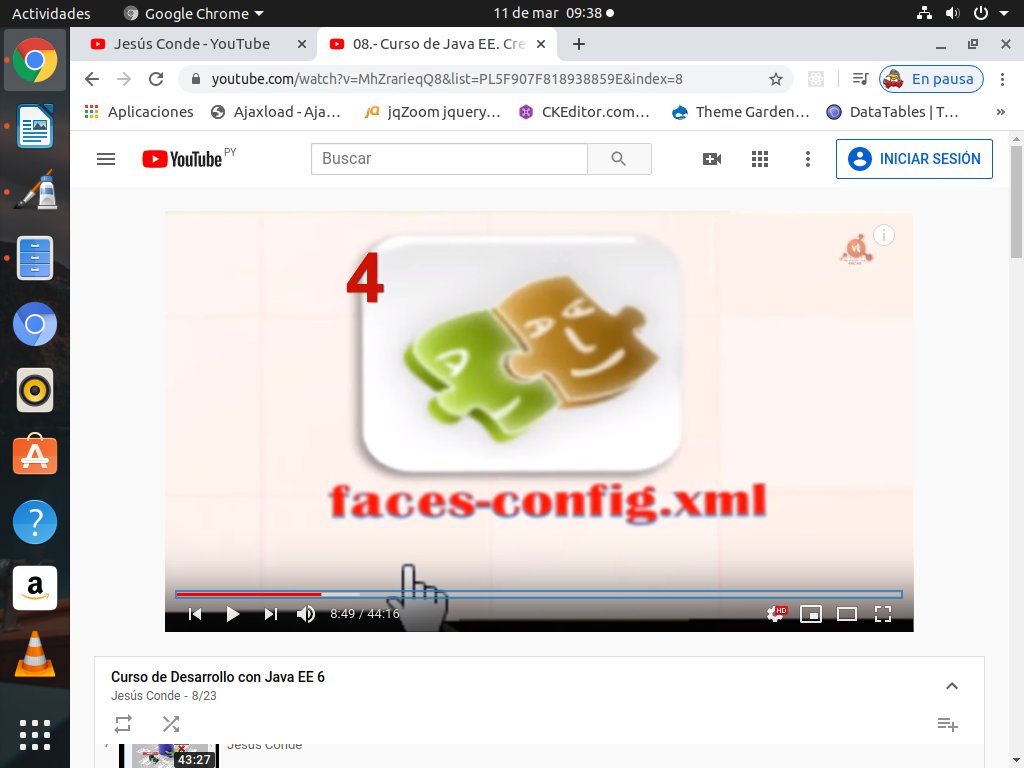 Actividades
Google Chrome
11 de mar 09:38
Jesús Conde - YouTube
08.- Curso de Java EE. Cre
youtube.com/watch?v=MhZrarieqQ8&list=PL5F907F818938859E&index=8
En pausa
Aplicaciones
Ajaxload - Aja...
jQ
jqZoom jquery...
CKEditor.com...
Theme Garden...
DataTables | T...
»
YouTube PY
Buscar
INICIAR SESIÓN
4
vt
i
faces-config.xml
8:49 / 44:16
HD
Curso de Desarrollo con Java EE 6
Jesús Conde - 8/23
Jesús Conde
43:27
?
a